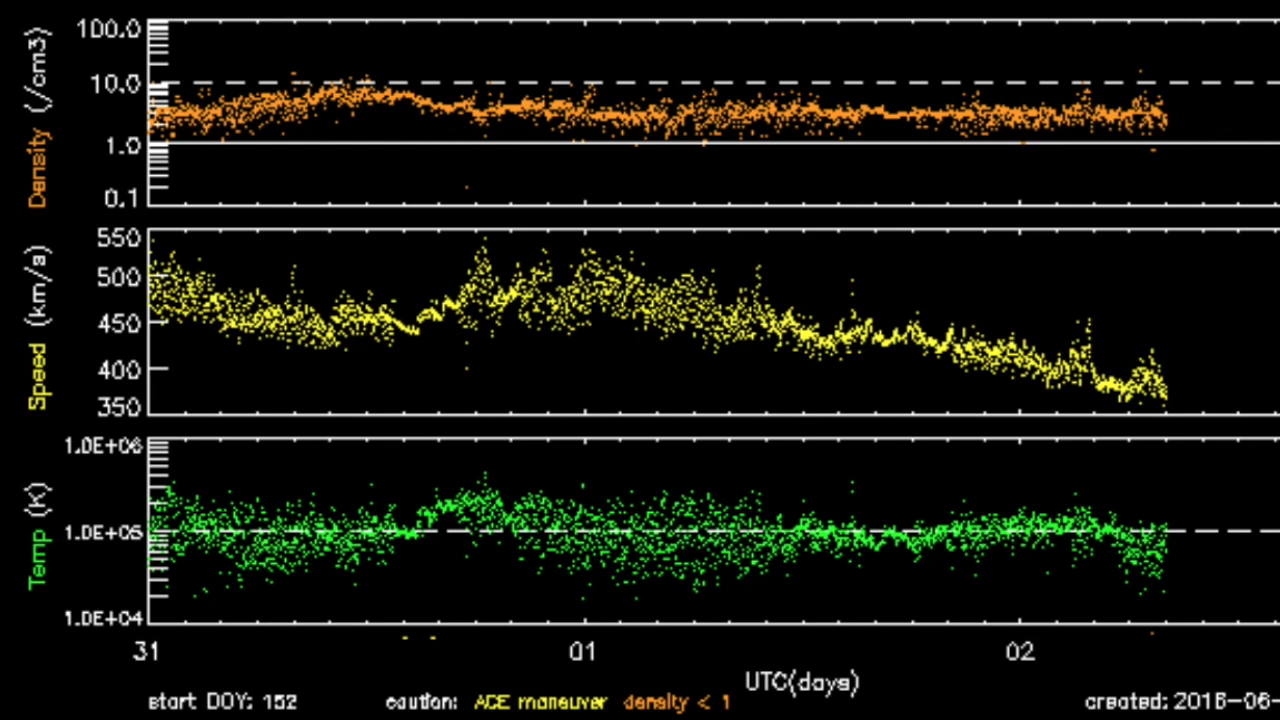 100.0
10.0
1.0
0.1
Density (/cm3)
550
500
450
400
350
Speed (km/s)
1.0E+06
1.0E+05
1.0E+04
Temp (K)
31 01 02
UTC(days)
start DOY: 152 caution: ACE maneuver density < 1 created: 2016-06-